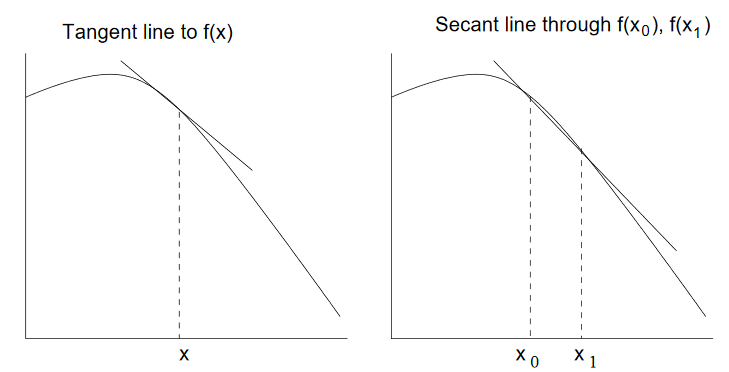 Tangent line to f(x)
Secant line through f(x₀), f(x₁)
x
x₀
x₁